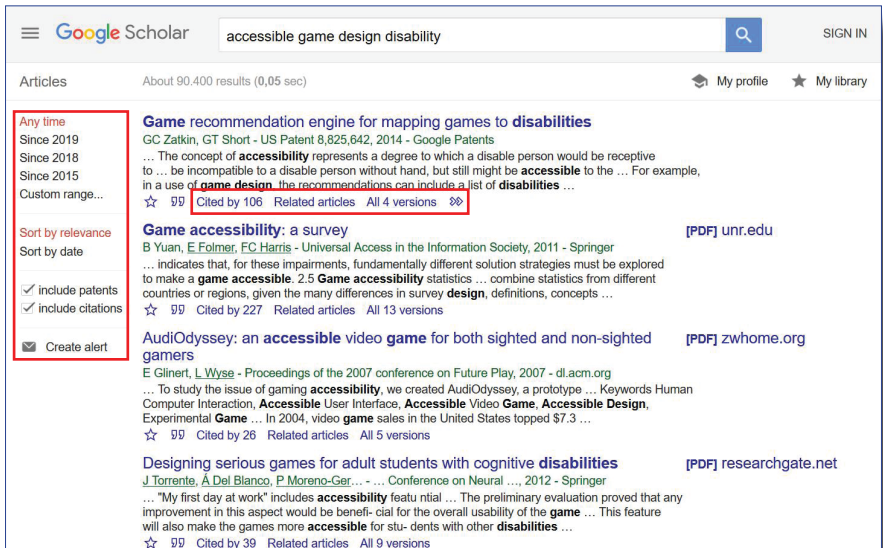 Google Scholar
accessible game design disability
SIGN IN
Articles
About 90.400 results (0,05 sec)
My profile
My library
Any time
Since 2019
Since 2018
Since 2015
Custom range...
Sort by relevance
Sort by date
include patents
include citations
Create alert
Game recommendation engine for mapping games to disabilities
GC Zatkin, GT Short - US Patent 8,825,642, 2014 - Google Patents
… The concept of accessibility represents a degree to which a disable person would be receptive
to … be incompatible to a disable person without hand, but still might be accessible to the … For example,
in a use of game design, the recommendations can include a list of disabilities …
Cited by 106 Related articles All 4 versions
Game accessibility: a survey
[PDF] unr.edu
B Yuan, E Folmer, FC Harris - Universal Access in the Information Society, 2011 - Springer
… indicates that, for these impairments, fundamentally different solution strategies must be explored
to make a game accessible. 2.5 Game accessibility statistics … combine statistics from different
countries or regions, given the many differences in survey design, definitions, concepts …
Cited by 227 Related articles All 13 versions
AudiOdyssey: an accessible video game for both sighted and non-sighted
gamers
[PDF] zwhome.org
E Glinert, L Wyse - Proceedings of the 2007 conference on Future Play, 2007 - dl.acm.org
… To study the issue of gaming accessibility, we created AudiOdyssey, a prototype … Keywords Human
Computer Interaction, Accessible User Interface, Accessible Video Game, Accessible Design,
Experimental Game … In 2004, video game sales in the United States topped $7.3 …
Cited by 26 Related articles All 5 versions
Designing serious games for adult students with cognitive disabilities
[PDF] researchgate.net
J Torrente, Á Del Blanco, P Moreno-Ger… - … Conference on Neural …, 2012 - Springer
… "My first day at work" includes accessibility featu ntial … The preliminary evaluation proved that any
improvement in this aspect would be benefi- cial for the overall usability of the game … This feature
will also make the games more accessible for stu- dents with other disabilities …
Cited by 39 Related articles All 9 versions